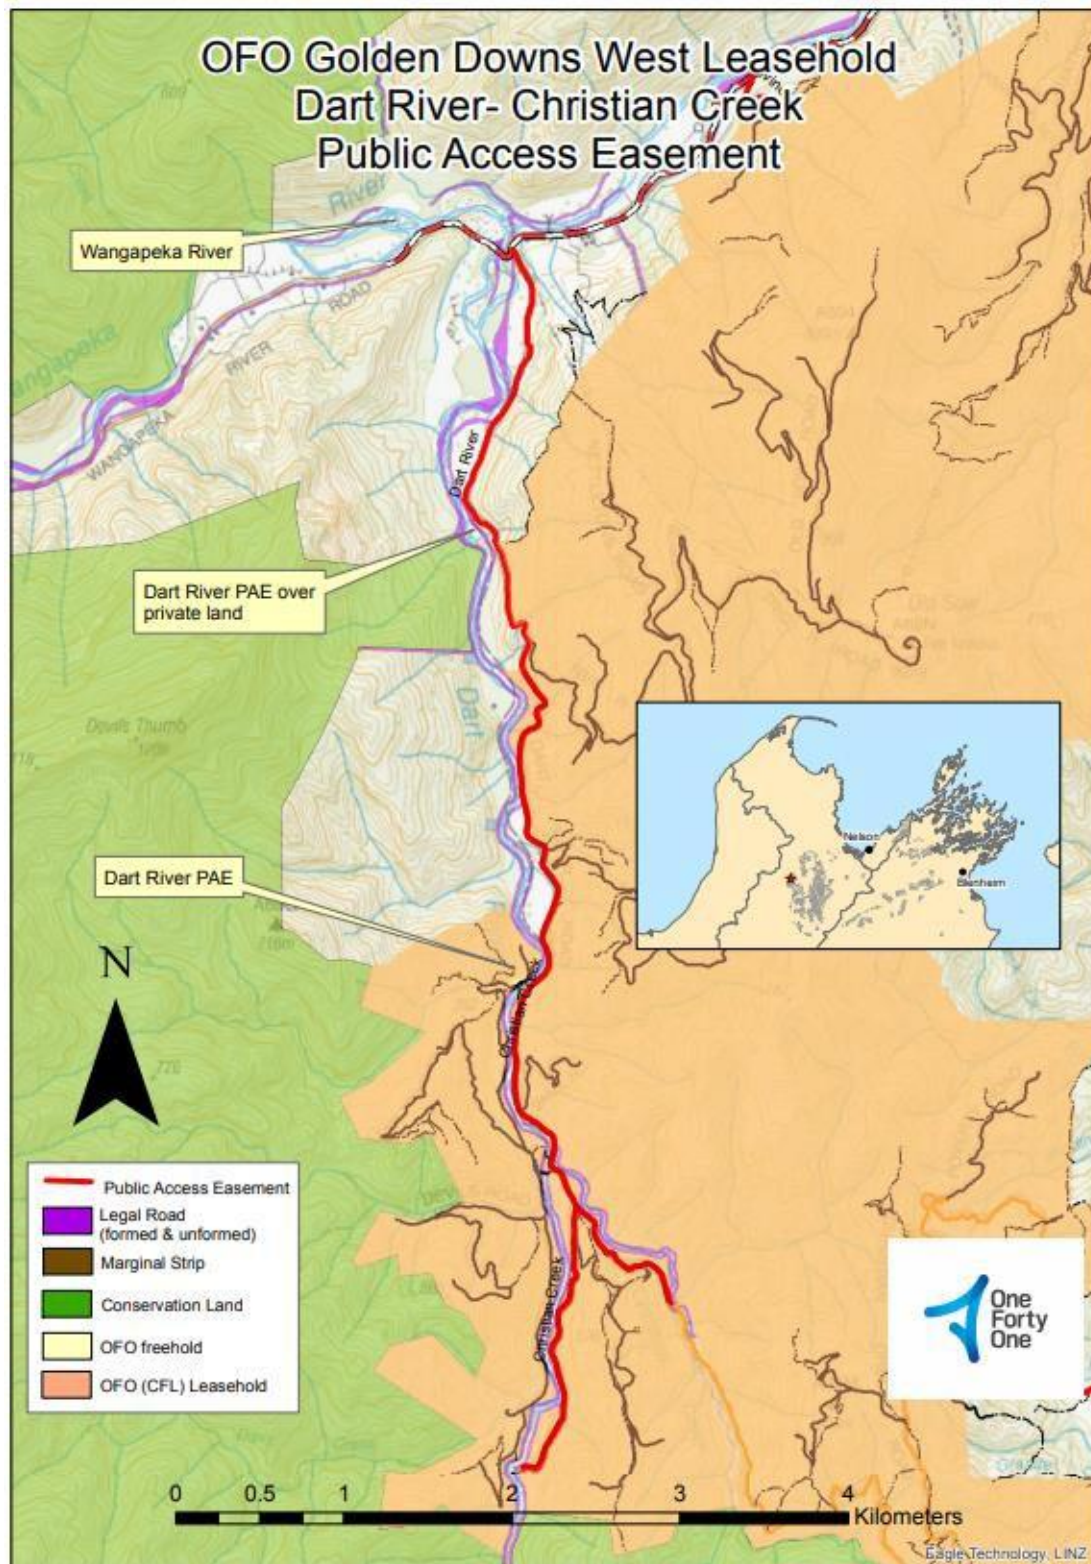 OFO Golden Downs West Leasehold
Dart River- Christian Creek
Public Access Easement
River
Wangapeka River
ROAD
RIVER
WANGAPEKA
Dart River
Dart River PAE over
private land
Dart
Devils Thumb
Nelson
Blenheim
Dart River PAE
Christian Creek
N
776
Public Access Easement
Legal Road
(formed & unformed)
Marginal Strip
Conservation Land
OFO freehold
OFO (CFL) Leasehold
Christian Creek
One
Forty
One
0 0.5 1 2 3 4
Kilometers
Eagle Technology, LINZ